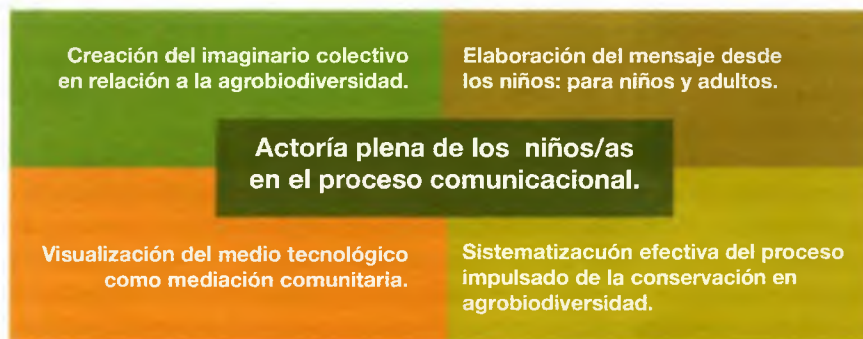 Creación del imaginario colectivo
en relación a la agrobiodiversidad.
Elaboración del mensaje desde
los niños: para niños y adultos.
Actoría plena de los niños/as
en el proceso comunicacional.
Visualización del medio tecnológico
como mediación comunitaria.
Sistematizacuón efectiva del proceso
impulsado de la conservación en
agrobiodiversidad.